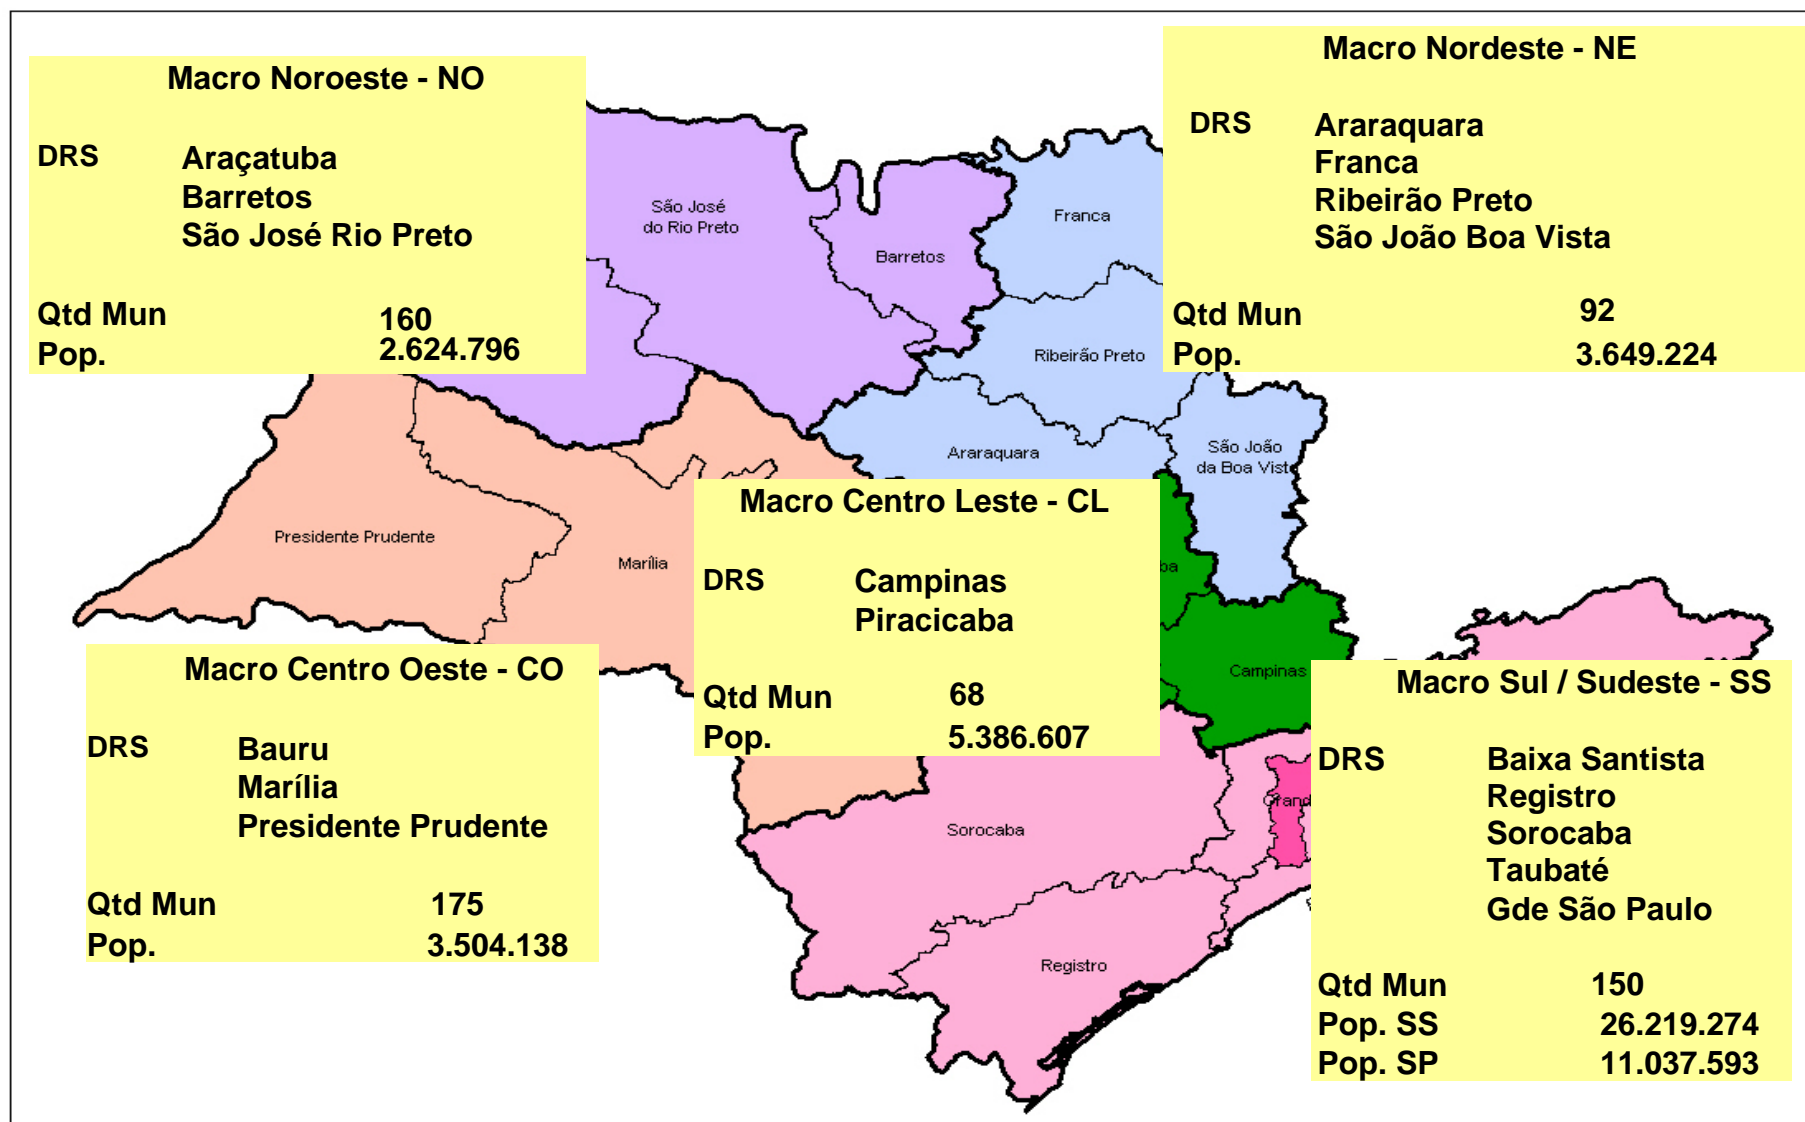 Macro Noroeste - NO
DRS Araçatuba
Barretos
São José Rio Preto
Qtd Mun 160
Pop. 2.624.796
Macro Nordeste - NE
DRS Araraquara
Franca
Ribeirão Preto
São João Boa Vista
Qtd Mun 92
Pop. 3.649.224
São José
do Rio Preto
Barretos
Franca
Ribeirão Preto
Araraquara
São João
da Boa Vist
Presidente Prudente
Marília
Macro Centro Leste - CL
DRS Campinas
Piracicaba
Qtd Mun 68
Pop. 5.386.607
ba
Campinas
Macro Centro Oeste - CO
DRS Bauru
Marília
Presidente Prudente
Qtd Mun 175
Pop. 3.504.138
Macro Sul / Sudeste - SS
DRS Baixa Santista
Registro
Sorocaba
Taubaté
Gde São Paulo
Qtd Mun 150
Pop. SS 26.219.274
Pop. SP 11.037.593
Grand
Sorocaba
Registro